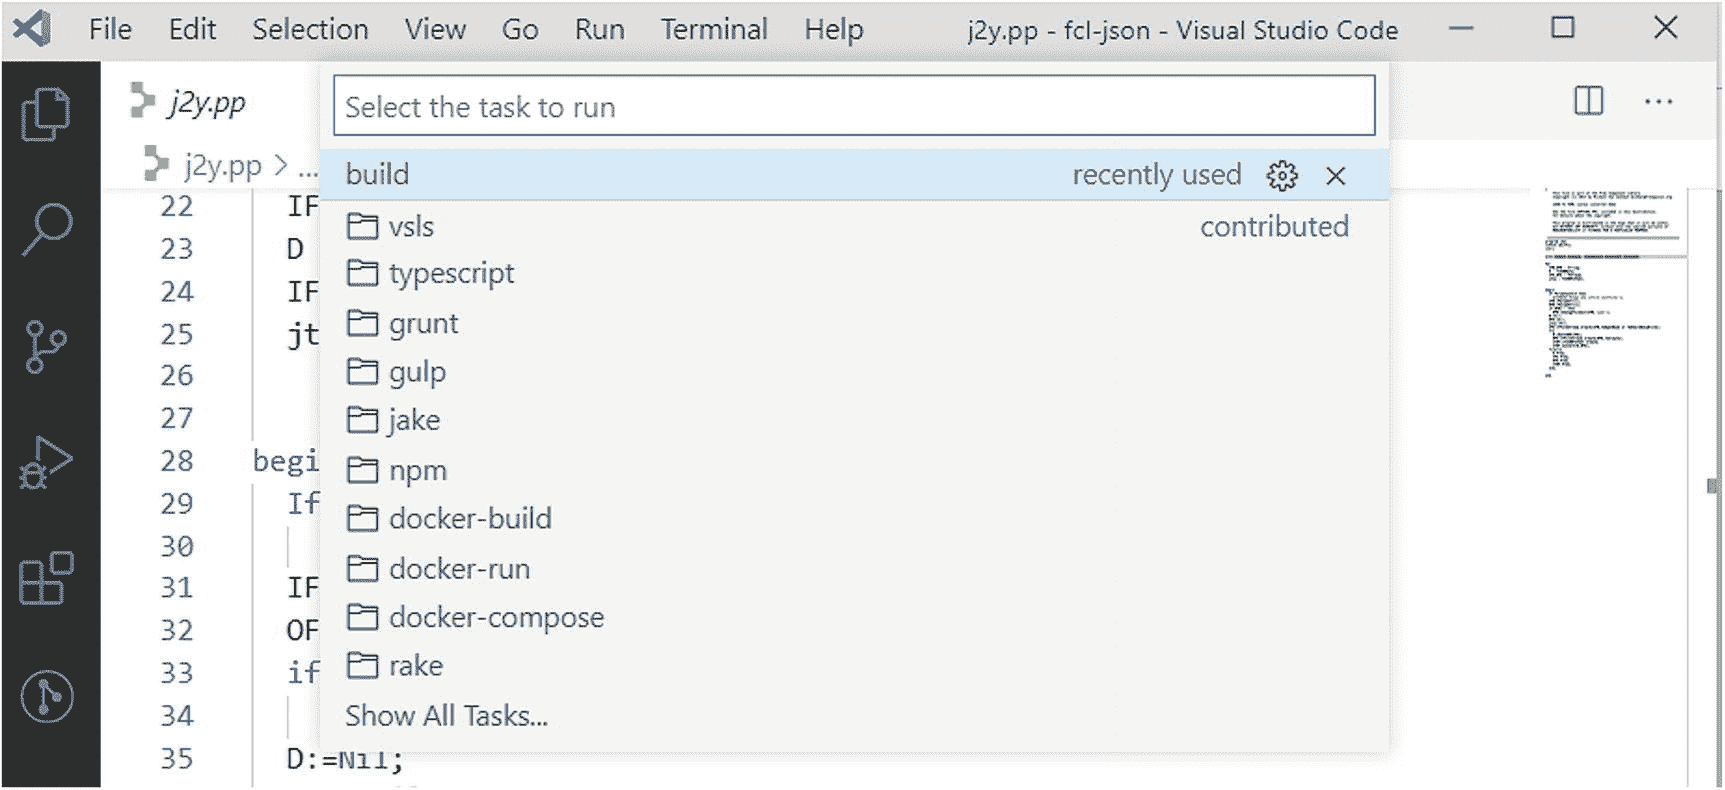 File Edit Selection View Go Run Terminal Help j2y.pp - fcl-json - Visual Studio Code
j2y.pp
Select the task to run
j2y.pp > ...
build recently used
22 IF
vsls contributed
23 D
typescript
24 IF
grunt
25 jt
gulp
26
jake
27
npm
28 begi
29 If
docker-build
30
docker-run
31 IF
docker-compose
32 OF
rake
33 if
Show All Tasks...
34
35 D:=Nil;